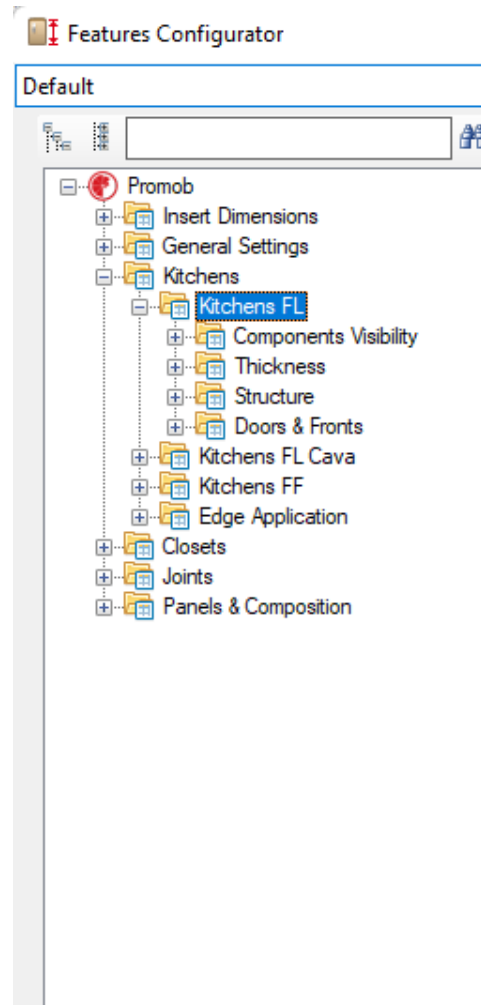 Features Configurator
Default
Promob
Insert Dimensions
General Settings
Kitchens
Kitchens FL
Components Visibility
Thickness
Structure
Doors & Fronts
Kitchens FL Cava
Kitchens FF
Edge Application
Closets
Joints
Panels & Composition